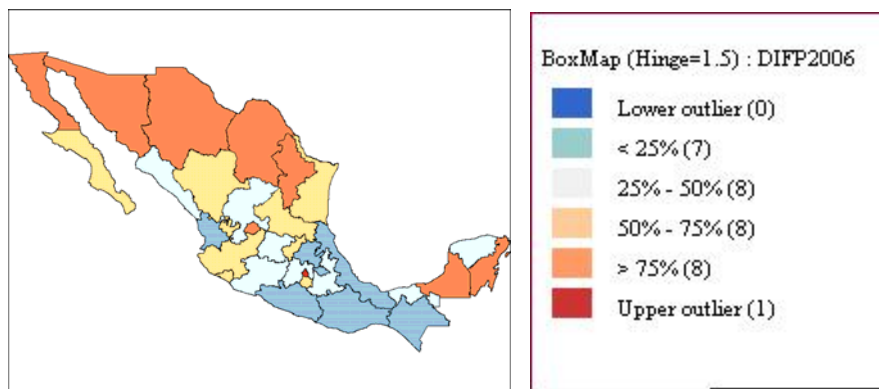 BoxMap (Hinge=1.5) : DIFP2006
Lower outlier (0)
< 25% (7)
25% - 50% (8)
50% - 75% (8)
> 75% (8)
Upper outlier (1)